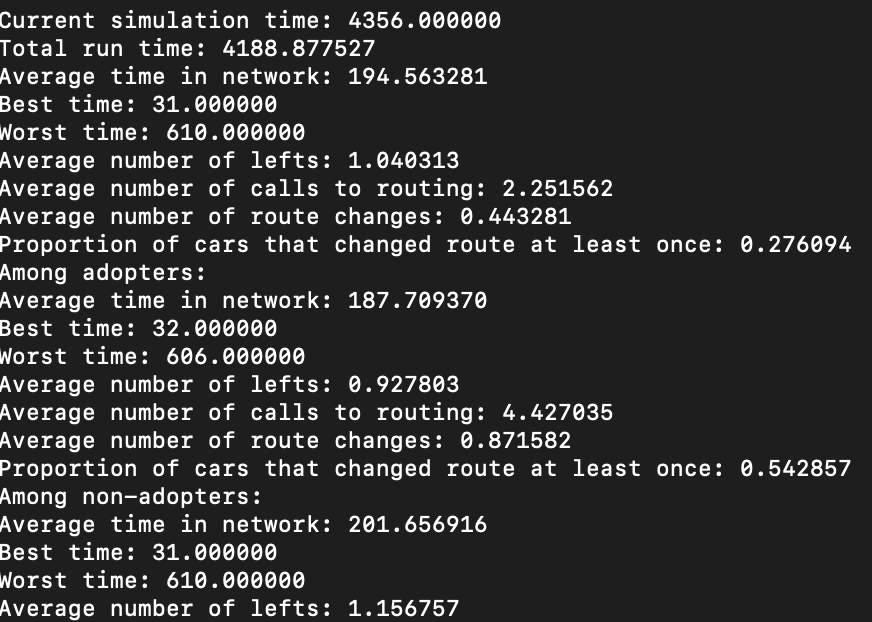 Current simulation time: 4356.000000
Total run time: 4188.877527
Average time in network: 194.563281
Best time: 31.000000
Worst time: 610.000000
Average number of lefts: 1.040313
Average number of calls to routing: 2.251562
Average number of route changes: 0.443281
Proportion of cars that changed route at least once: 0.276094
Among adopters:
Average time in network: 187.709370
Best time: 32.000000
Worst time: 606.000000
Average number of lefts: 0.927803
Average number of calls to routing: 4.427035
Average number of route changes: 0.871582
Proportion of cars that changed route at least once: 0.542857
Among non-adopters:
Average time in network: 201.656916
Best time: 31.000000
Worst time: 610.000000
Average number of lefts: 1.156757